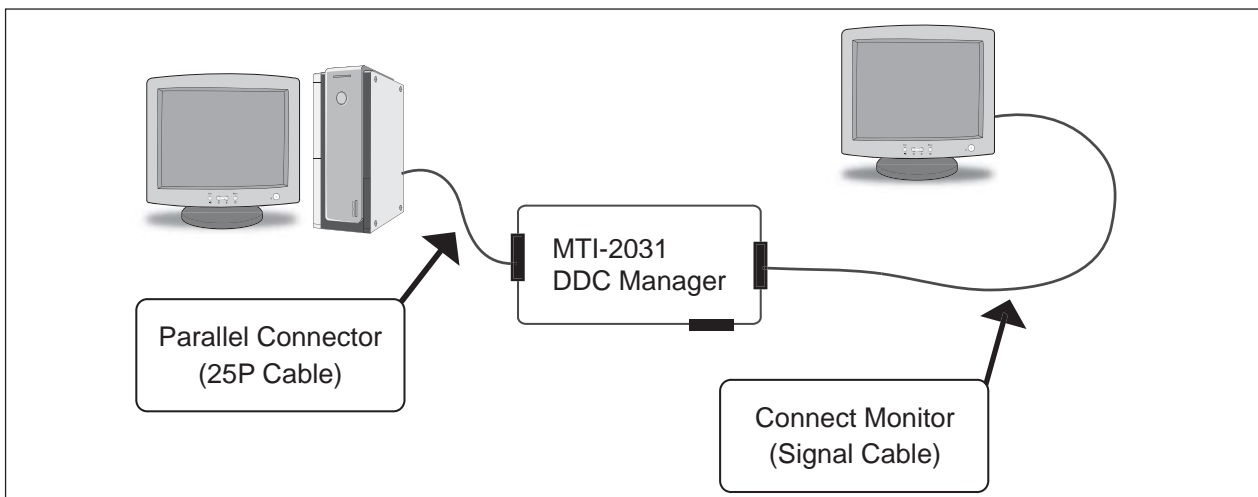 MTI-2031
DDC Manager
Parallel Connector
(25P Cable)
Connect Monitor
(Signal Cable)